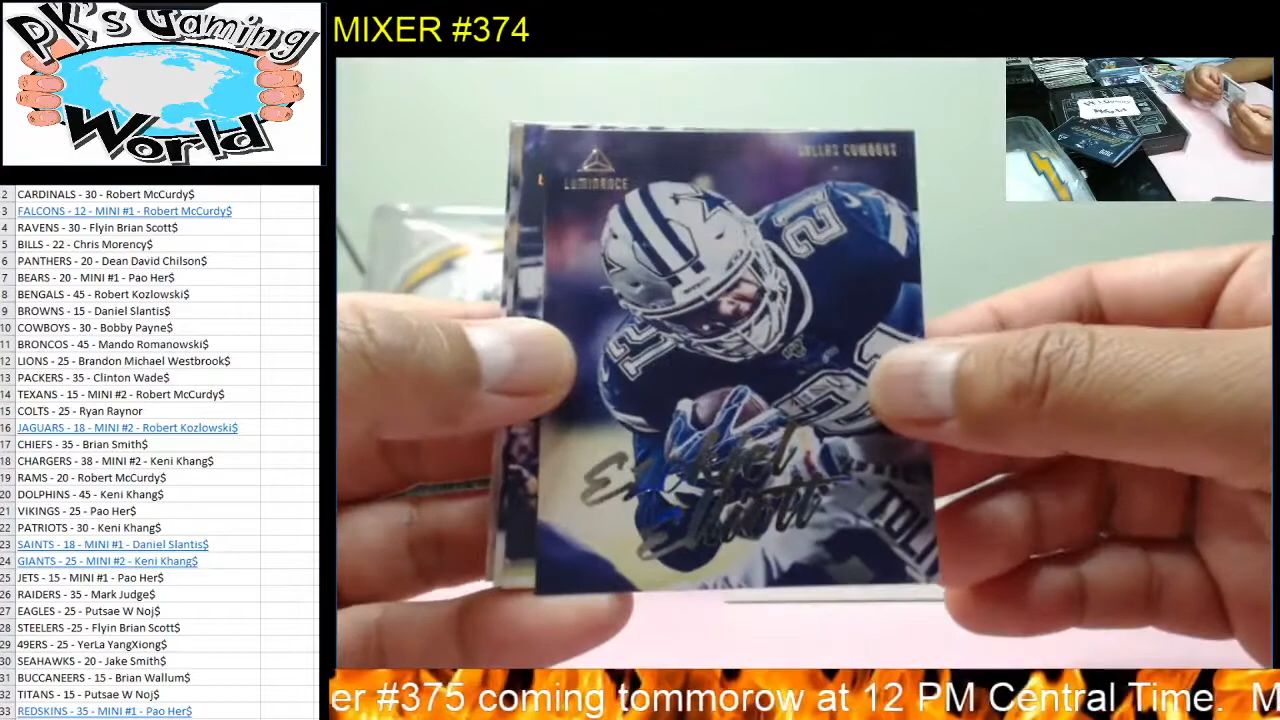 PK's Gaming
World
MIXER #374
2 CARDINALS - 30 - Robert McCurdy$
3 FALCONS - 12 - MINI #1 - Robert McCurdy$
4 RAVENS - 30 - Flyin Brian Scott$
5 BILLS - 22 - Chris Morency$
6 PANTHERS - 20 - Dean David Chilson$
7 BEARS - 20 - MINI #1 - Pao Her$
8 BENGALS - 45 - Robert Kozlowski$
9 BROWNS - 15 - Daniel Slantis$
10 COWBOYS - 30 - Bobby Payne$
11 BRONCOS - 45 - Mando Romanowski$
12 LIONS - 25 - Brandon Michael Westbrook$
13 PACKERS - 35 - Clinton Wade$
14 TEXANS - 15 - MINI #2 - Robert McCurdy$
15 COLTS - 25 - Ryan Raynor
16 JAGUARS - 18 - MINI #2 - Robert Kozlowski$
17 CHIEFS - 35 - Brian Smith$
18 CHARGERS - 38 - MINI #2 - Keni Khang$
19 RAMS - 20 - Robert McCurdy$
20 DOLPHINS - 45 - Keni Khang$
21 VIKINGS - 25 - Pao Her$
22 PATRIOTS - 30 - Keni Khang$
23 SAINTS - 18 - MINI #1 - Daniel Slantis$
24 GIANTS - 25 - MINI #2 - Keni Khang$
25 JETS - 15 - MINI #1 - Pao Her$
26 RAIDERS - 35 - Mark Judge$
27 EAGLES - 25 - Putsae W Noj$
28 STEELERS -25 - Flyin Brian Scott$
29 49ERS - 25 - YerLa YangXiong$
30 SEAHAWKS - 20 - Jake Smith$
31 BUCCANEERS - 15 - Brian Wallum$
32 TITANS - 15 - Putsae W Noj$
33 REDSKINS - 35 - MINI #1 - Pao Her$
LUMINANCE
DALLAS COWBOYS
21
21
Ezekiel
Elliott
er #375 coming tommorow at 12 PM Central Time. M